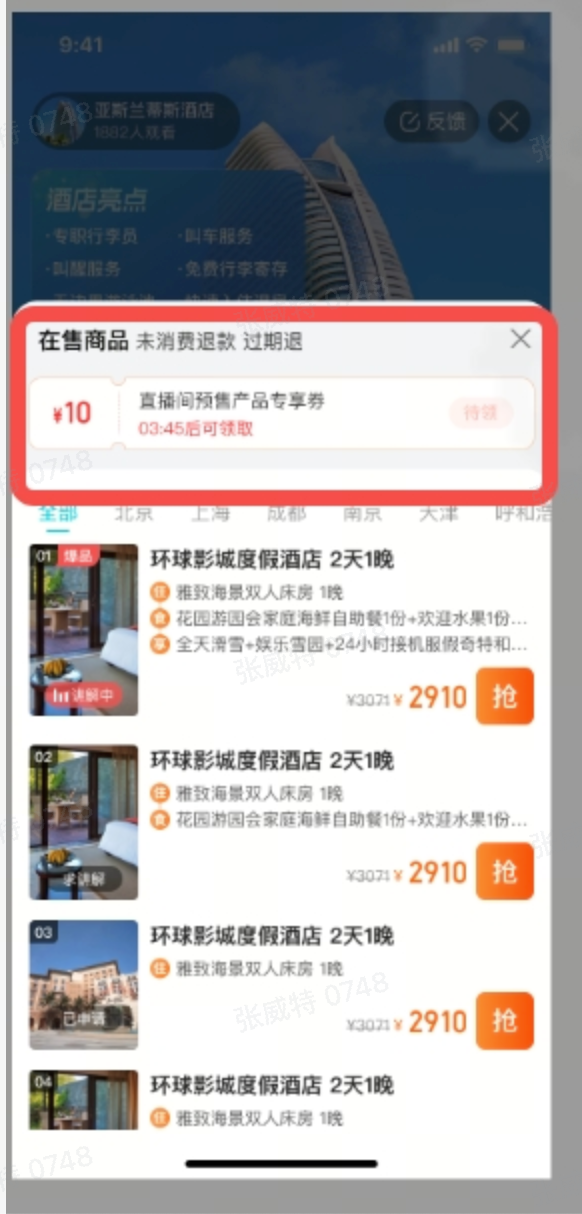 9:41
亚斯兰蒂斯酒店
1882人观看
反馈
酒店亮点
·专职行李员 ·叫车服务
·叫醒服务 ·免费行李寄存
在售商品 未消费退款 过期退
¥10
直播间预售产品专享券
03:45后可领取
待领
全部 北京 上海 成都 南京 天津 呼和浩
01 爆品
讲解中
环球影城度假酒店 2天1晚
住 雅致海景双人床房 1晚
食 花园游园会家庭海鲜自助餐1份+欢迎水果1份...
享 全天滑雪+娱乐雪园+24小时接机服假奇特和...
¥3071 ¥2910 抢
02
求讲解
环球影城度假酒店 2天1晚
住 雅致海景双人床房 1晚
食 花园游园会家庭海鲜自助餐1份+欢迎水果1份...
¥3071 ¥2910 抢
03
已申请
环球影城度假酒店 2天1晚
住 雅致海景双人床房 1晚
¥3071 ¥2910 抢
04
环球影城度假酒店 2天1晚
住 雅致海景双人床房 1晚
张威特 0748